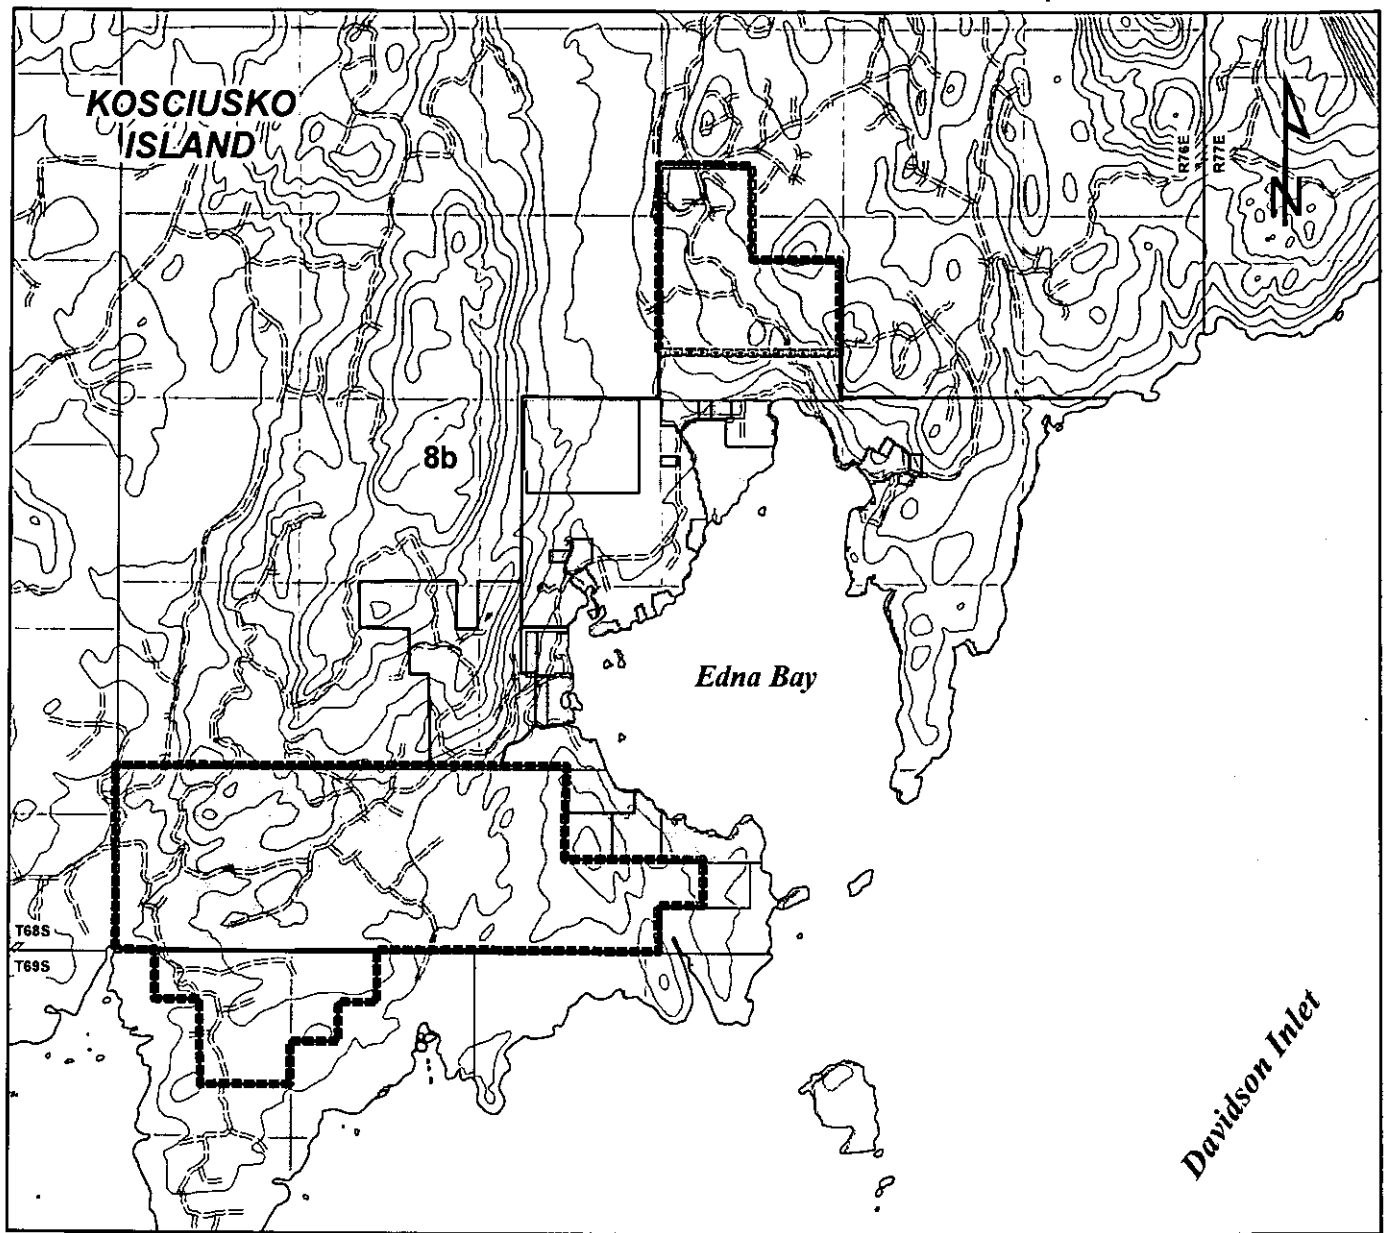 KOSCIUSKO
ISLAND
R76E
R77E
N
8b
Edna Bay
T68S
T69S
Davidson Inlet